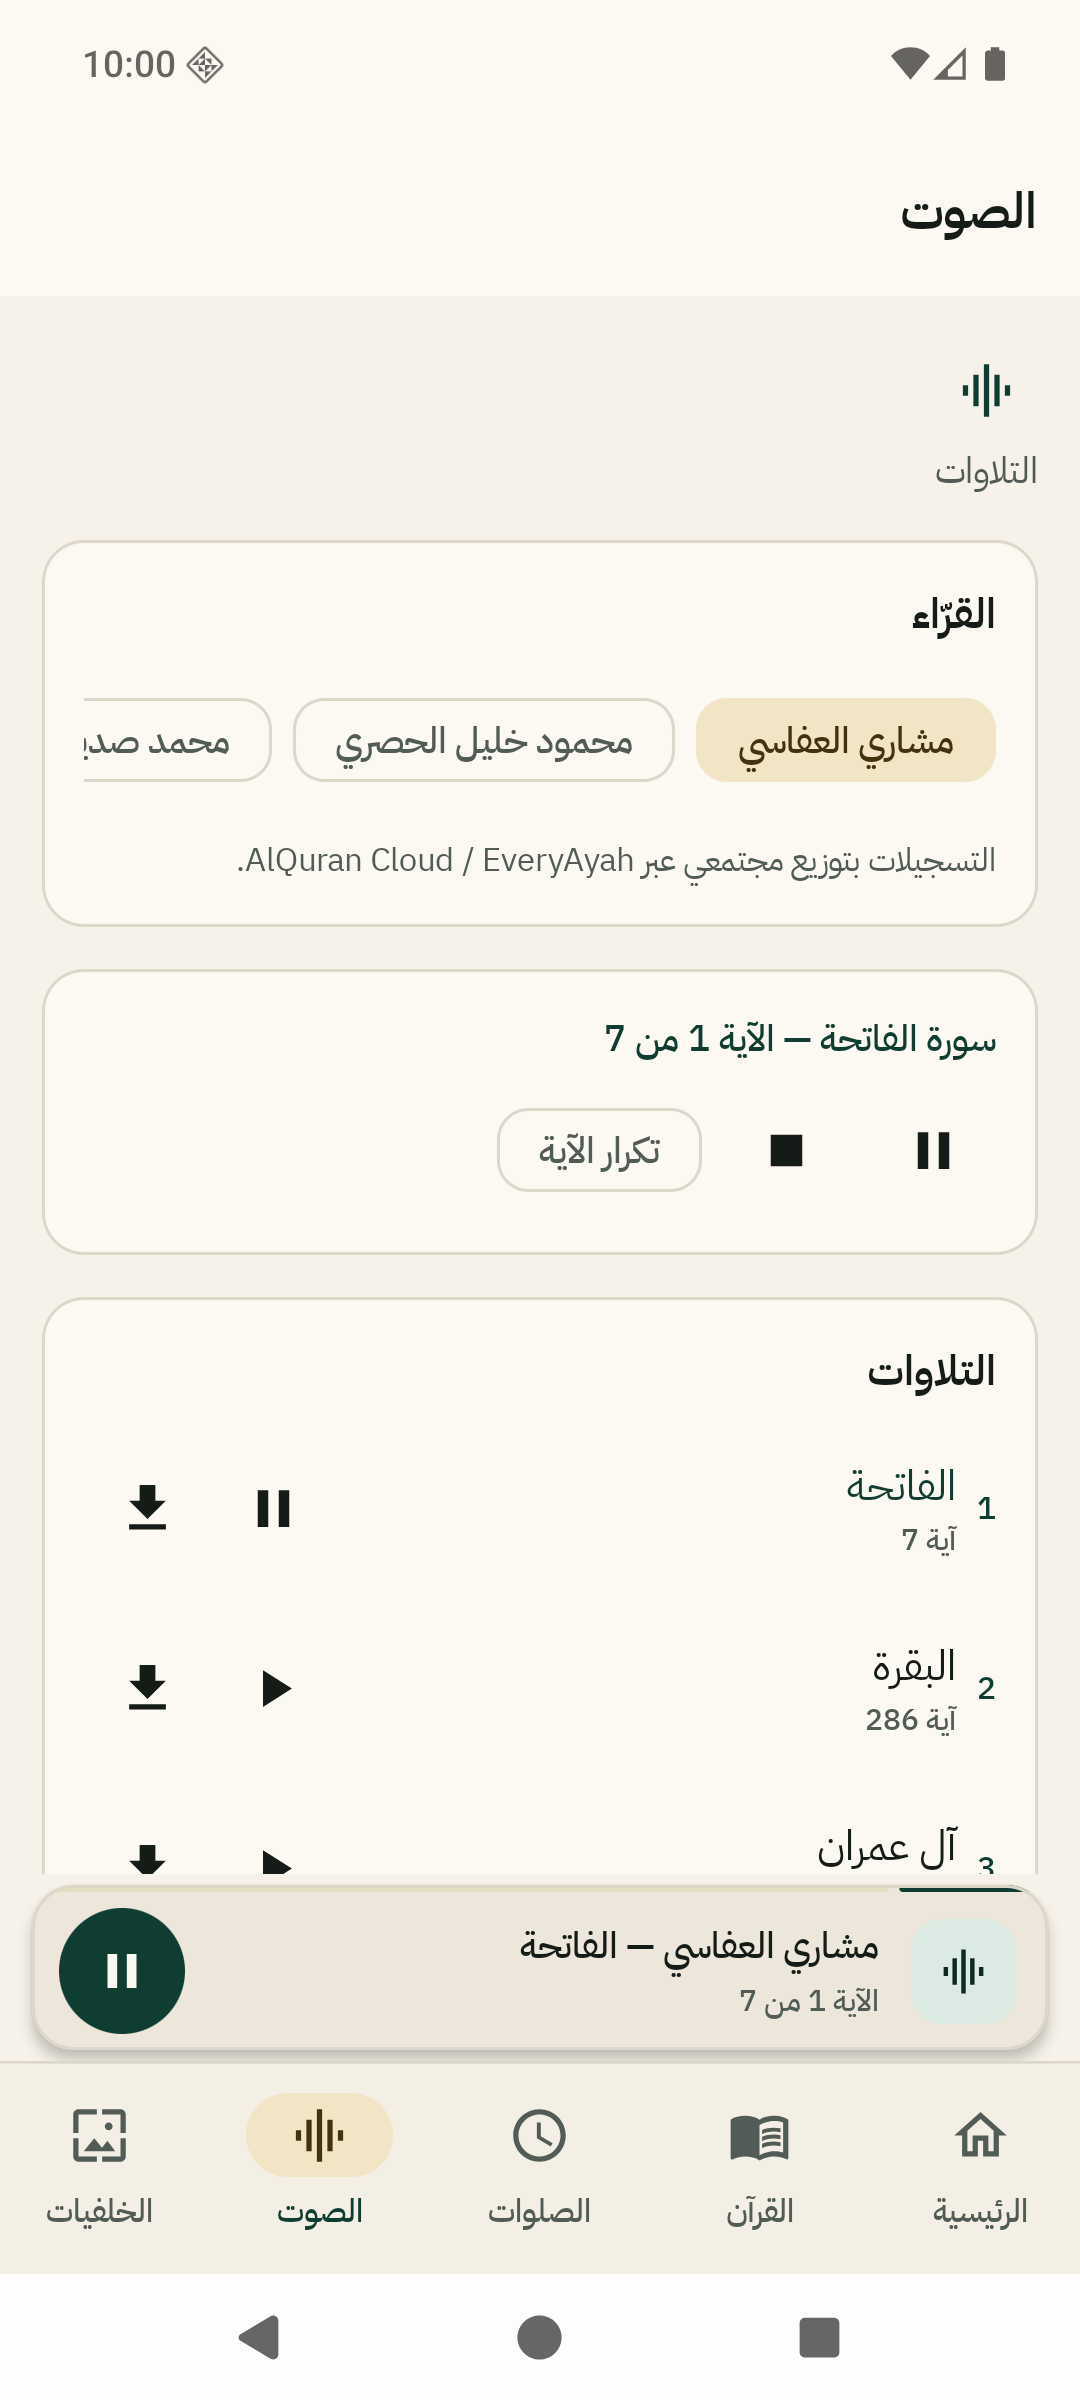 10:00
الصوت
التلاوات
القرّاء
مشاري العفاسي
محمود خليل الحصري
محمد
التسجيلات بتوزيع مجتمعي عبر AlQuran Cloud / EveryAyah.
سورة الفاتحة — الآية 1 من 7
تكرار الآية
التلاوات
1
الفاتحة
آية 7
2
البقرة
آية 286
3
آل عمران
مشاري العفاسي — الفاتحة
الآية 1 من 7
الرئيسية
القرآن
الصلوات
الصوت
الخلفيات